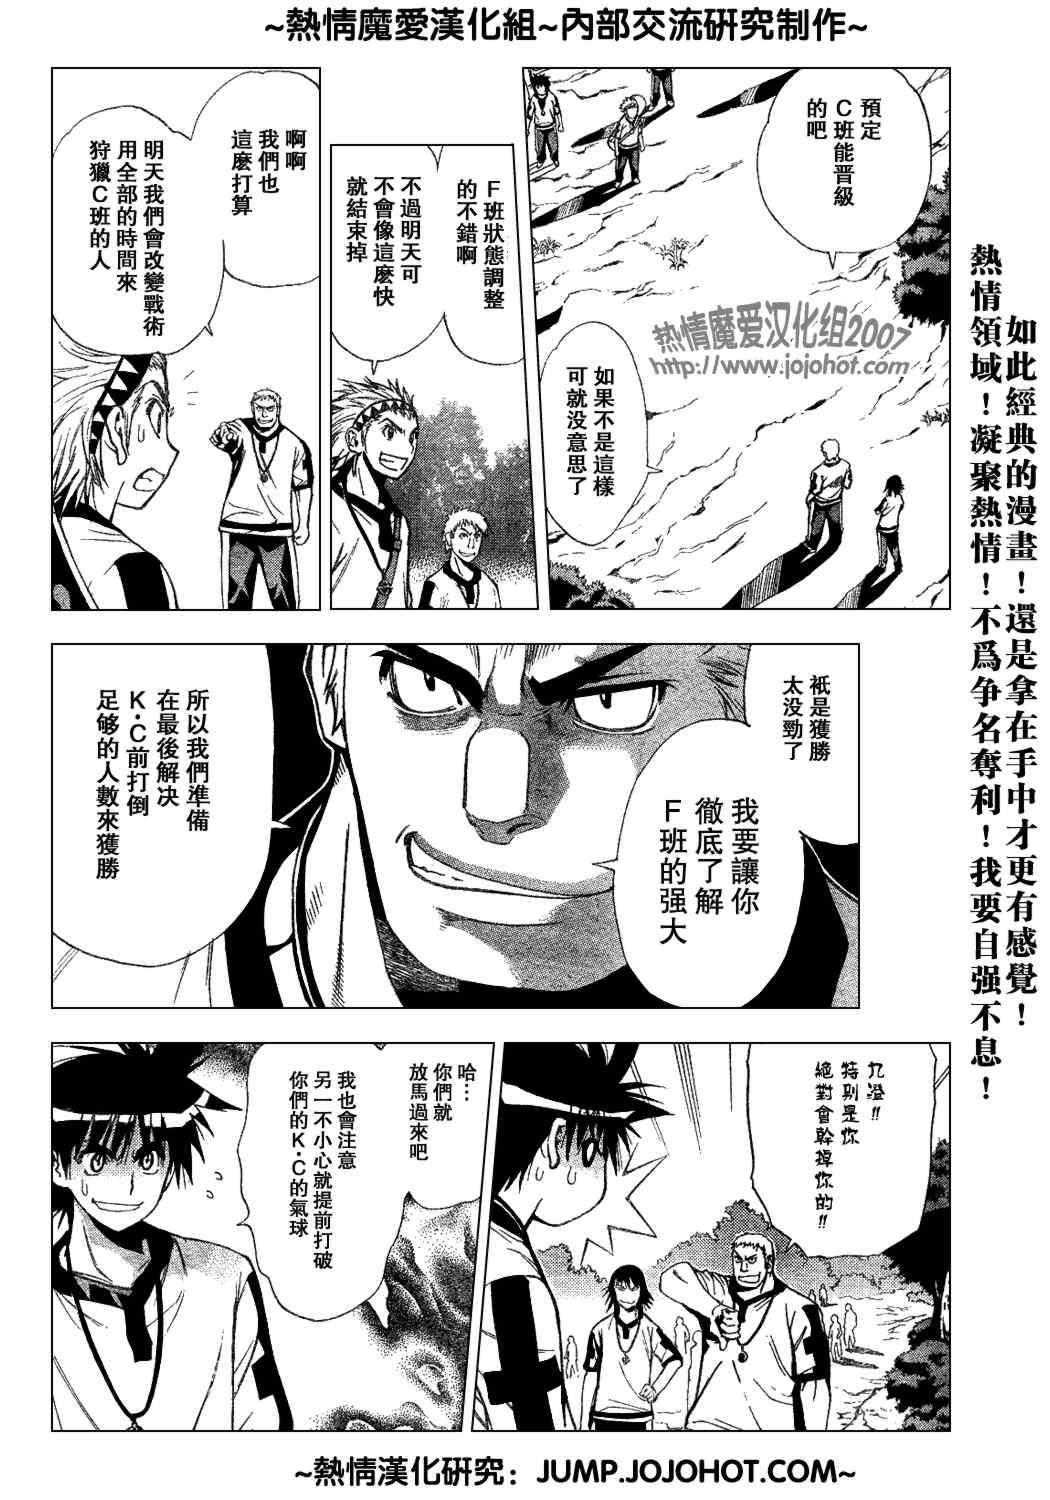 ~熱情魔愛漢化組~內部交流研究制作~
預定
C班能晋級
的吧
如果不是這樣
可就没意思了
F班狀態調整
的不錯啊
不過明天可
不會像這麽快
就結束掉
啊啊
我們也
這麽打算
明天我們會改變戰術
用全部的時間來
狩獵C班的人
熱情魔爱汉化组2007
http://www.jojohot.com
衹是獲勝
太没勁了
我要讓你
徹底了解
F班的强大
所以我們準備
在最後解决
K·C前打倒
足够的人數來獲勝
九澄!!
特别是你
絕對會幹掉你的!!
哈…
你們就
放馬過來吧
我也會注意
另一不小心就提前打破
你們的K·C的氣球
如此經典的漫畫！還是拿在手中才更有感覺！
熱情領域！凝聚熱情！不爲争名奪利！我要自强不息！
~熱情漢化研究：JUMP.JOJOHOT.COM~